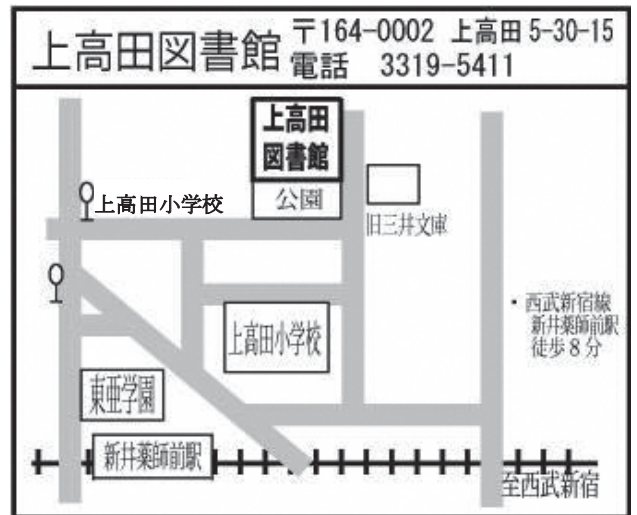 上高田図書館
〒164-0002 上高田 5-30-15
電話 3319-5411
上高田
図書館
公園
上高田小学校
旧三井文庫
上高田小学校
・西武新宿線
新井薬師前駅
徒歩8分
東亜学園
新井薬師前駅
至西武新宿